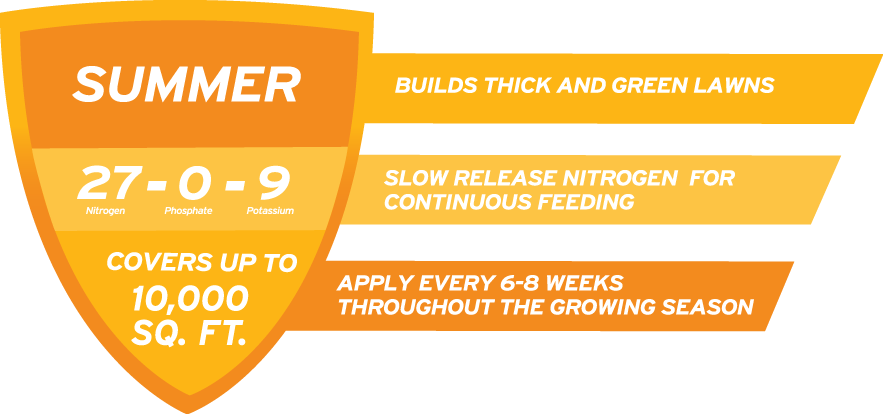 SUMMER
27 - 0 - 9
Nitrogen Phosphate Potassium
COVERS UP TO
10,000
SQ. FT.
BUILDS THICK AND GREEN LAWNS
SLOW RELEASE NITROGEN FOR
CONTINUOUS FEEDING
APPLY EVERY 6-8 WEEKS
THROUGHOUT THE GROWING SEASON